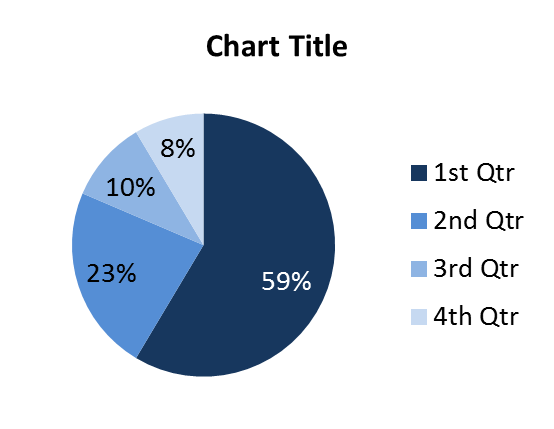 Chart Title
8%
10%
23%
59%
1st Qtr
2nd Qtr
3rd Qtr
4th Qtr